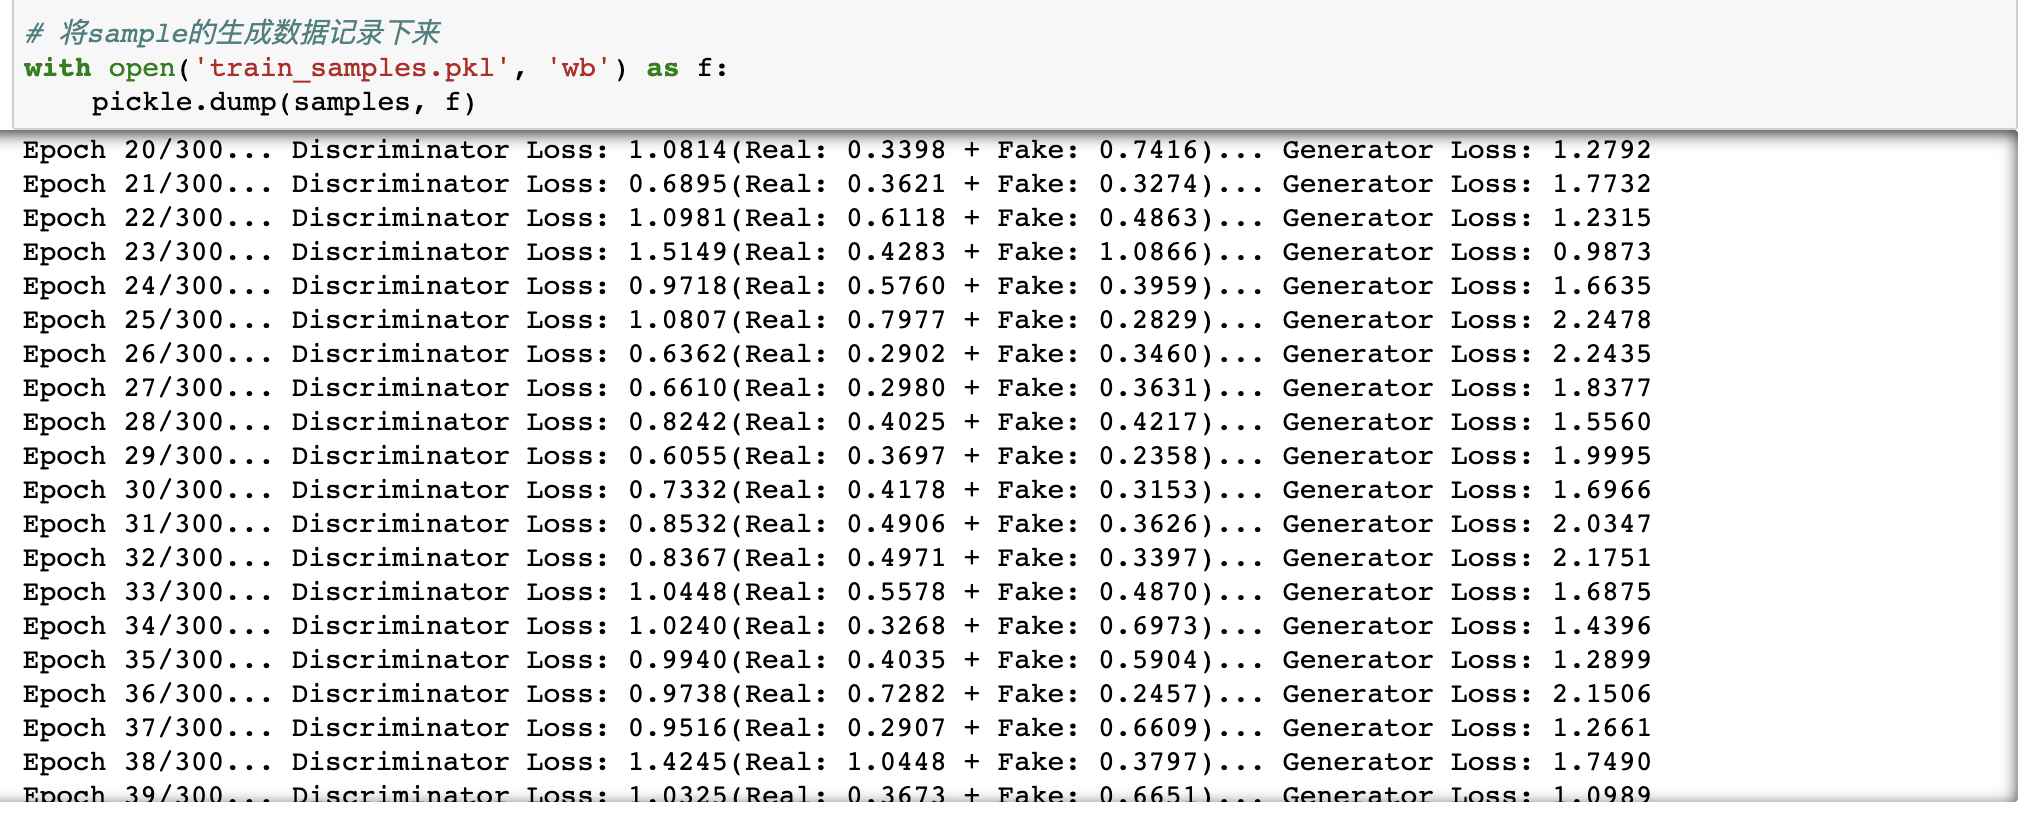 # 将sample的生成数据记录下来
with open('train_samples.pkl', 'wb') as f:
    pickle.dump(samples, f)
Epoch 20/300... Discriminator Loss: 1.0814(Real: 0.3398 + Fake: 0.7416)... Generator Loss: 1.2792
Epoch 21/300... Discriminator Loss: 0.6895(Real: 0.3621 + Fake: 0.3274)... Generator Loss: 1.7732
Epoch 22/300... Discriminator Loss: 1.0981(Real: 0.6118 + Fake: 0.4863)... Generator Loss: 1.2315
Epoch 23/300... Discriminator Loss: 1.5149(Real: 0.4283 + Fake: 1.0866)... Generator Loss: 0.9873
Epoch 24/300... Discriminator Loss: 0.9718(Real: 0.5760 + Fake: 0.3959)... Generator Loss: 1.6635
Epoch 25/300... Discriminator Loss: 1.0807(Real: 0.7977 + Fake: 0.2829)... Generator Loss: 2.2478
Epoch 26/300... Discriminator Loss: 0.6362(Real: 0.2902 + Fake: 0.3460)... Generator Loss: 2.2435
Epoch 27/300... Discriminator Loss: 0.6610(Real: 0.2980 + Fake: 0.3631)... Generator Loss: 1.8377
Epoch 28/300... Discriminator Loss: 0.8242(Real: 0.4025 + Fake: 0.4217)... Generator Loss: 1.5560
Epoch 29/300... Discriminator Loss: 0.6055(Real: 0.3697 + Fake: 0.2358)... Generator Loss: 1.9995
Epoch 30/300... Discriminator Loss: 0.7332(Real: 0.4178 + Fake: 0.3153)... Generator Loss: 1.6966
Epoch 31/300... Discriminator Loss: 0.8532(Real: 0.4906 + Fake: 0.3626)... Generator Loss: 2.0347
Epoch 32/300... Discriminator Loss: 0.8367(Real: 0.4971 + Fake: 0.3397)... Generator Loss: 2.1751
Epoch 33/300... Discriminator Loss: 1.0448(Real: 0.5578 + Fake: 0.4870)... Generator Loss: 1.6875
Epoch 34/300... Discriminator Loss: 1.0240(Real: 0.3268 + Fake: 0.6973)... Generator Loss: 1.4396
Epoch 35/300... Discriminator Loss: 0.9940(Real: 0.4035 + Fake: 0.5904)... Generator Loss: 1.2899
Epoch 36/300... Discriminator Loss: 0.9738(Real: 0.7282 + Fake: 0.2457)... Generator Loss: 2.1506
Epoch 37/300... Discriminator Loss: 0.9516(Real: 0.2907 + Fake: 0.6609)... Generator Loss: 1.2661
Epoch 38/300... Discriminator Loss: 1.4245(Real: 1.0448 + Fake: 0.3797)... Generator Loss: 1.7490
Epoch 39/300... Discriminator Loss: 1.0325(Real: 0.3673 + Fake: 0.6651)... Generator Loss: 1.0989